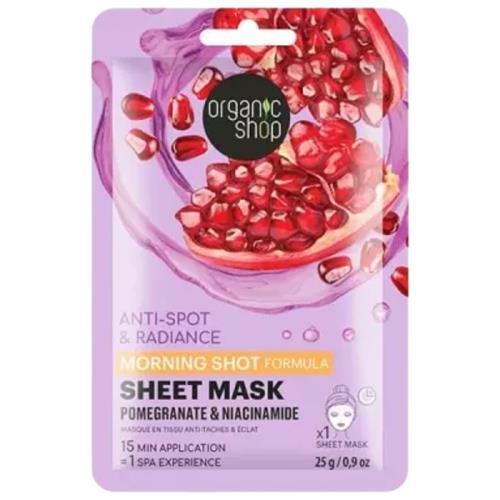 organic
shop
ANTI-SPOT
& RADIANCE
MORNING SHOT FORMULA
SHEET MASK
POMEGRANATE & NIACINAMIDE
MASQUE EN TISSU ANTI-TACHES & ÉCLAT
15 MIN APPLICATION
= 1 SPA EXPERIENCE
x1
SHEET MASK
25 g / 0,9 oz